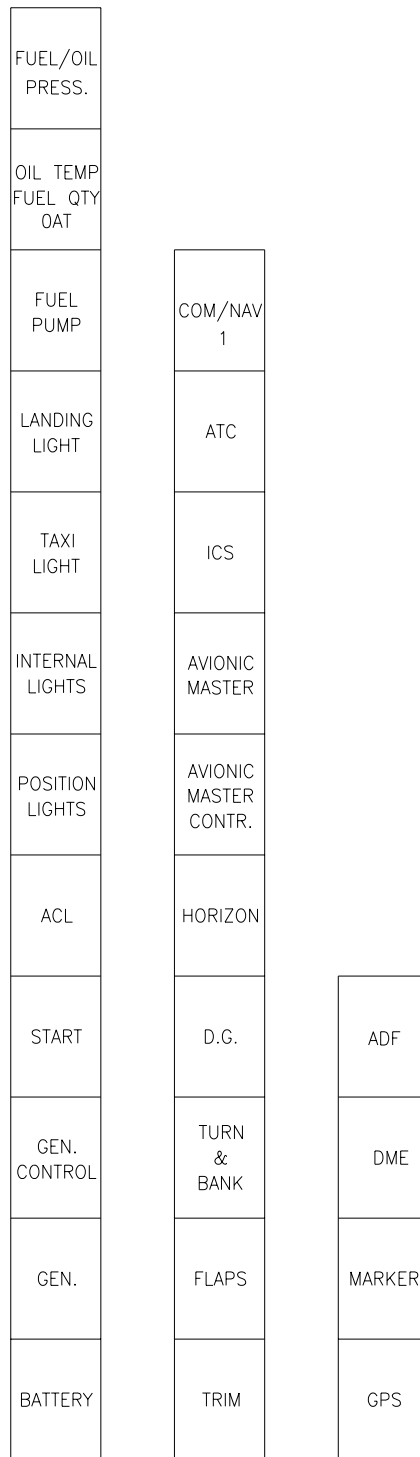 FUEL/OIL
PRESS.
OIL TEMP
FUEL QTY
OAT
FUEL
PUMP
LANDING
LIGHT
TAXI
LIGHT
INTERNAL
LIGHTS
POSITION
LIGHTS
ACL
START
GEN.
CONTROL
GEN.
BATTERY
COM/NAV
1
ATC
ICS
AVIONIC
MASTER
AVIONIC
MASTER
CONTR.
HORIZON
D.G.
TURN
&
BANK
FLAPS
TRIM
ADF
DME
MARKER
GPS